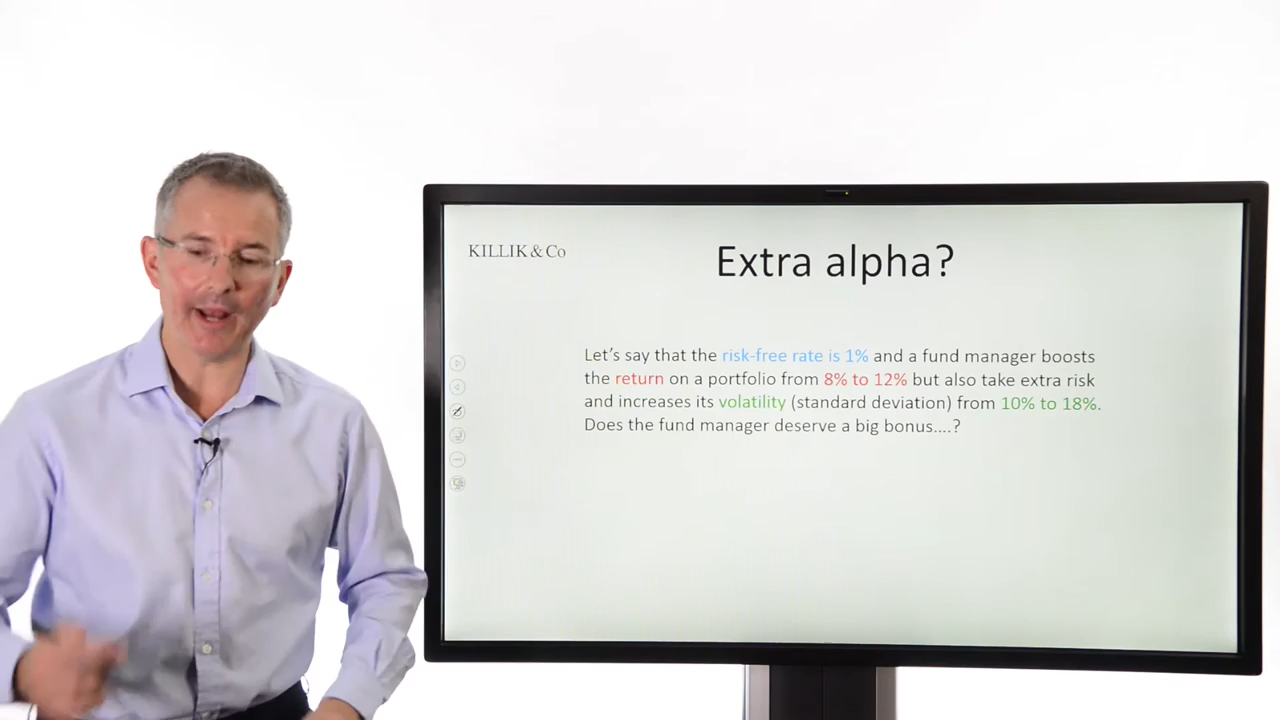 KILLIK & Co
Extra alpha?
Let’s say that the risk-free rate is 1% and a fund manager boosts
the return on a portfolio from 8% to 12% but also take extra risk
and increases its volatility (standard deviation) from 10% to 18%.
Does the fund manager deserve a big bonus....?